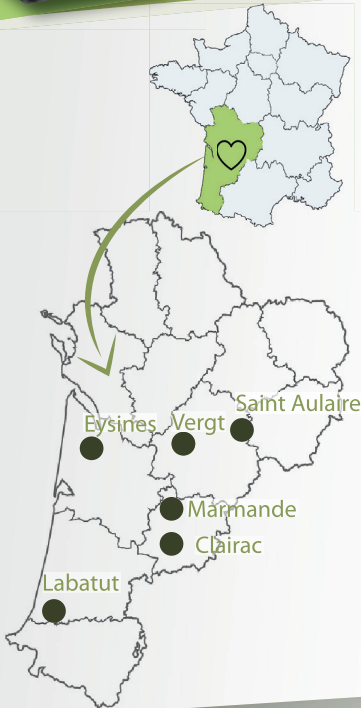 Saint Aulaire
Eysines
Vergt
Marmande
Clairac
Labatut